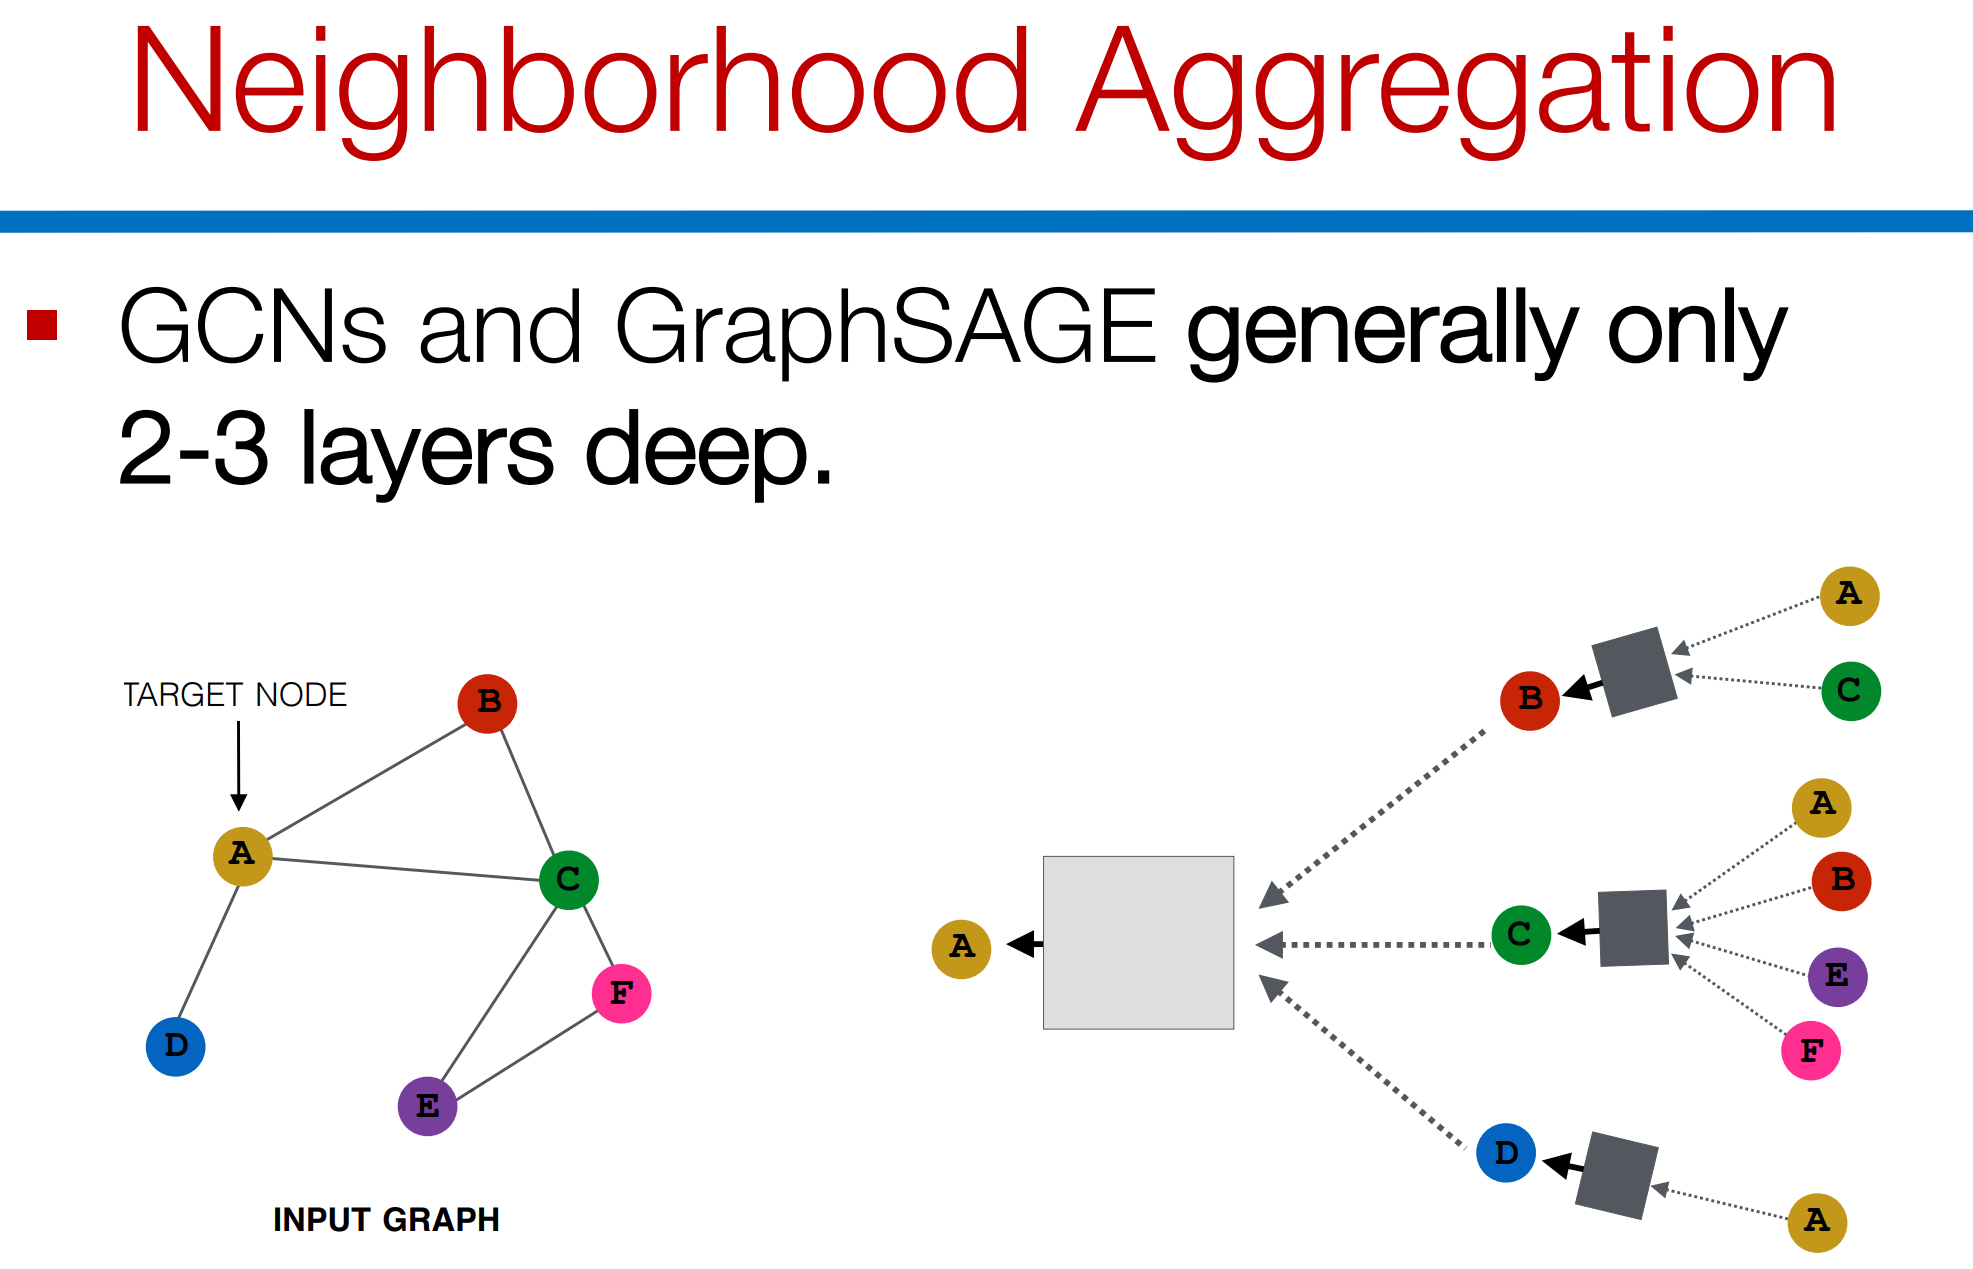 Neighborhood Aggregation
GCNs and GraphSAGE generally only
2-3 layers deep.
TARGET NODE
B
A
C
F
D
E
INPUT GRAPH
A
C
B
A
B
C
A
E
F
D
A